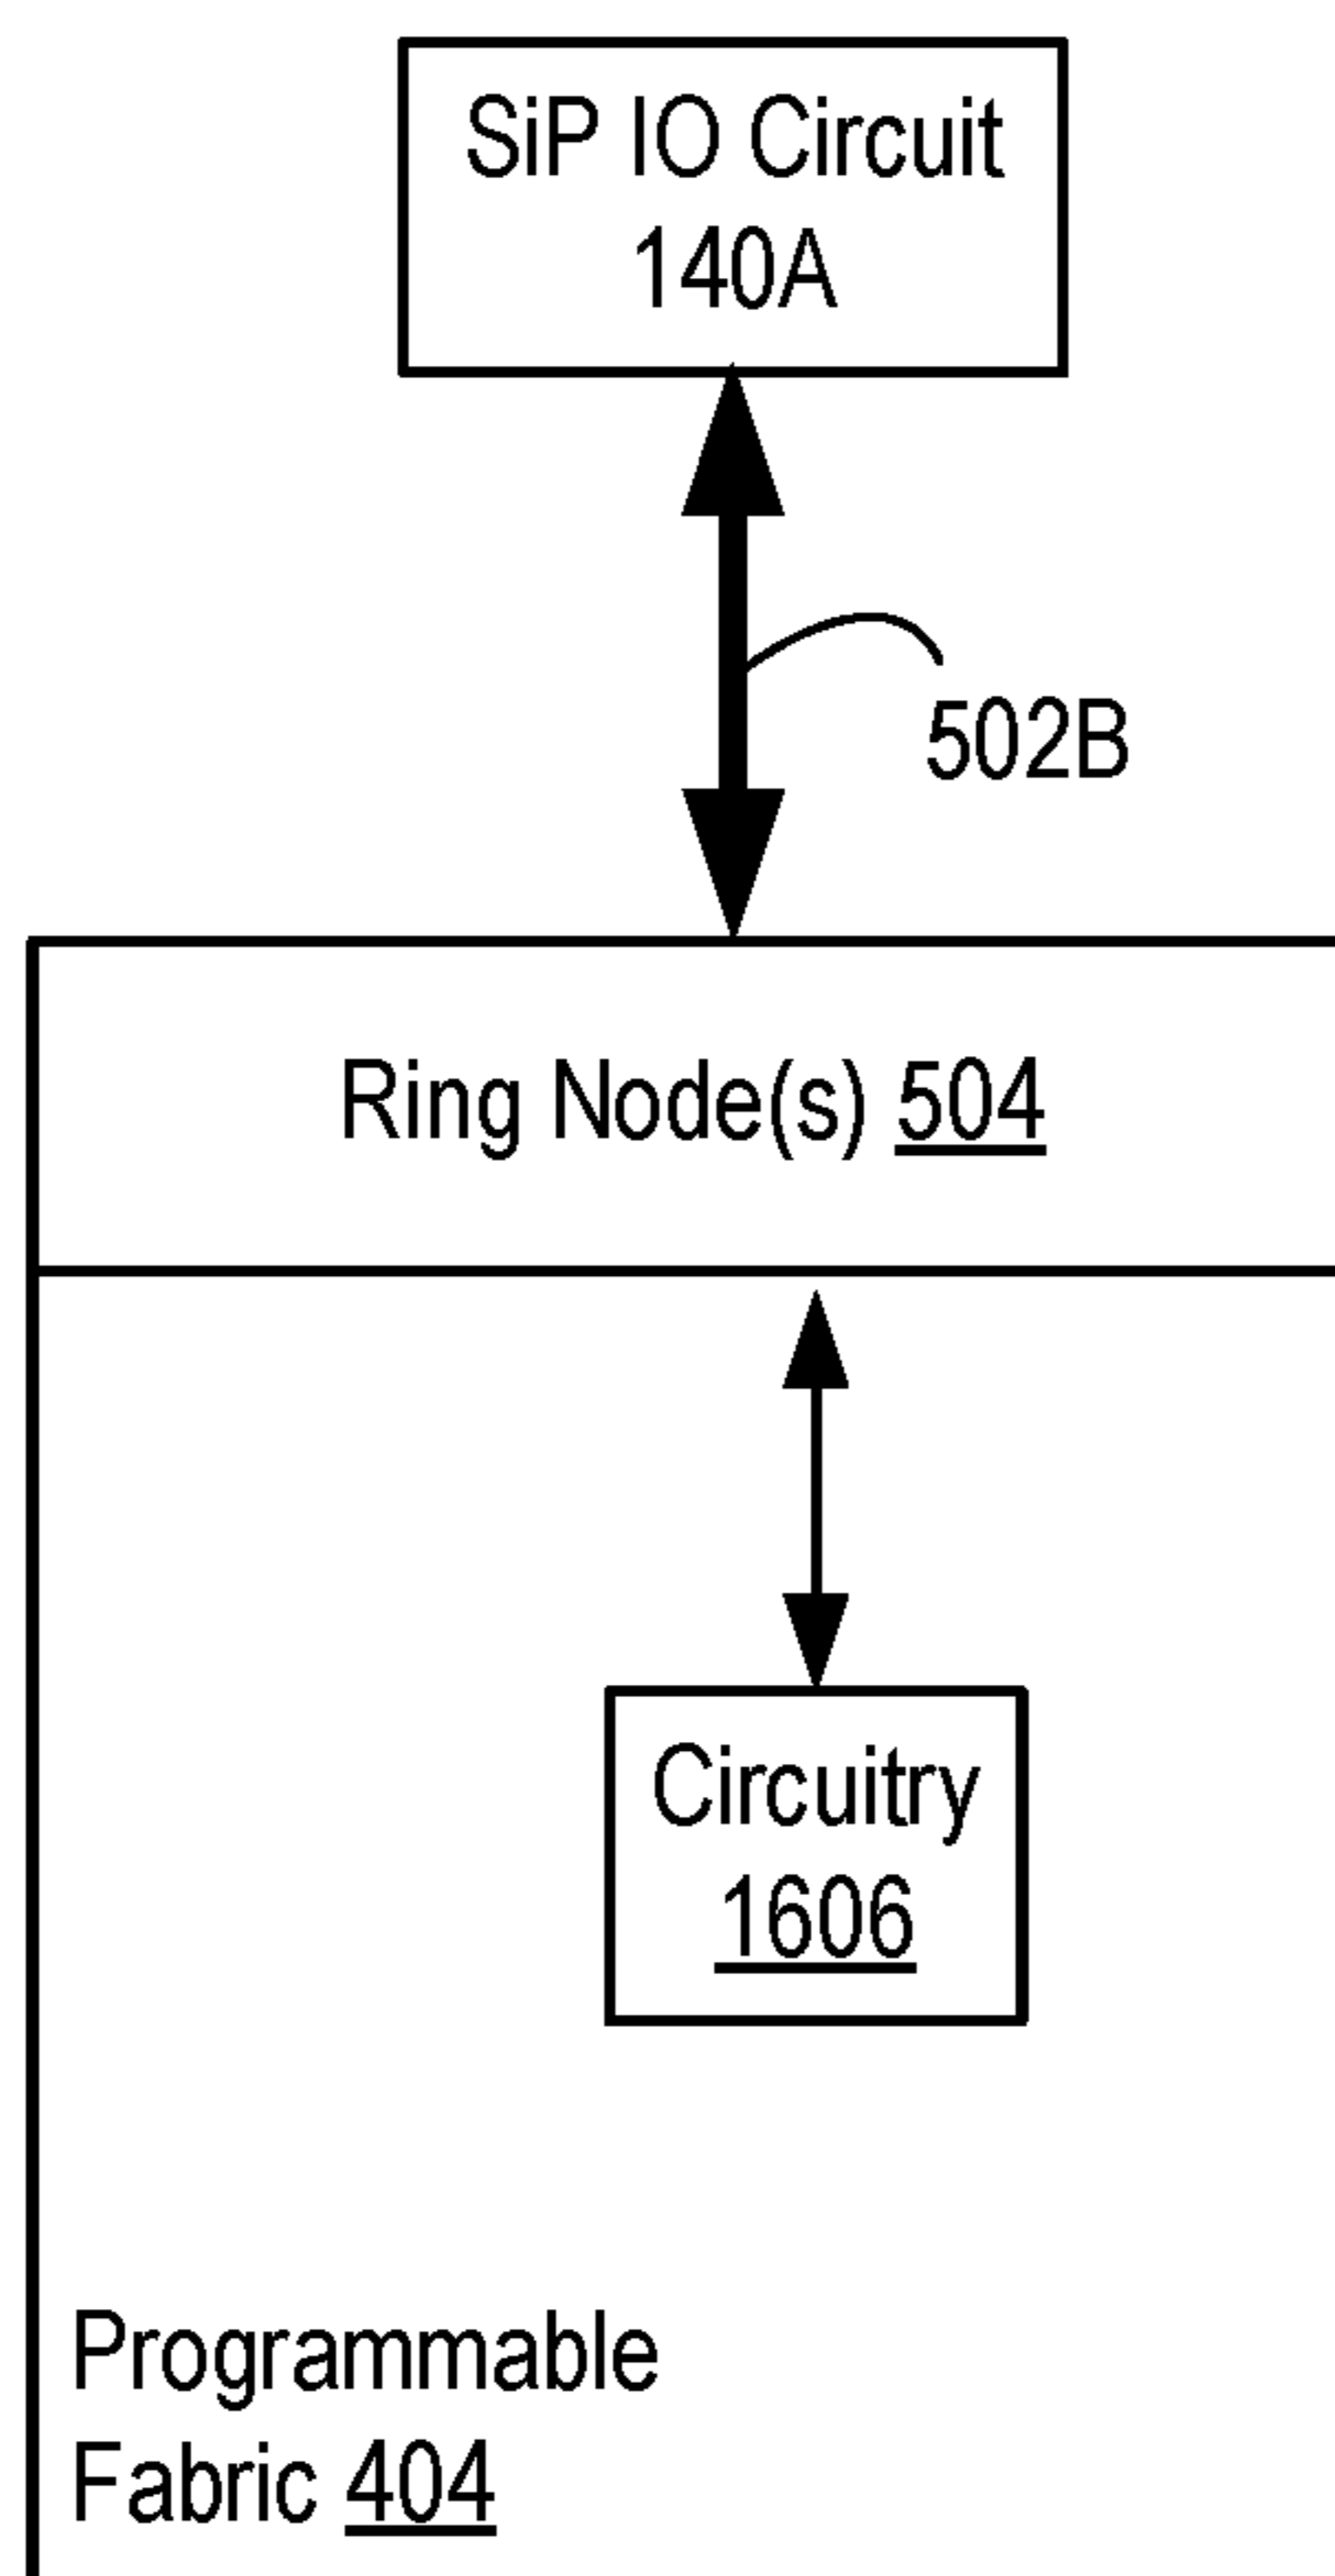 SiP IO Circuit
140A
502B
Ring Node(s) 504
Circuitry
1606
Programmable
Fabric 404